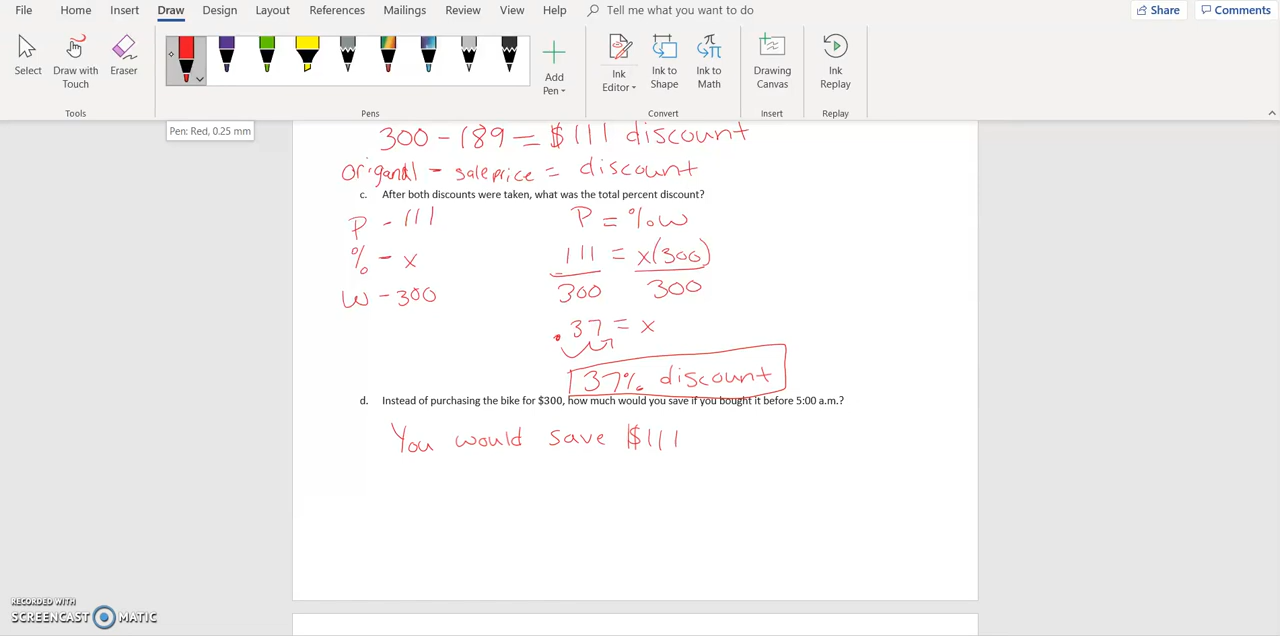 File Home Insert Draw Design Layout References Mailings Review View Help Tell me what you want to do Share Comments
Select Draw with Touch Eraser Add Pen Ink Editor Ink to Shape Ink to Math Drawing Canvas Ink Replay
Tools Pens Convert Insert Replay
Pen: Red, 0.25 mm
300 - 189 = $111 discount
- sale price = discount
c. After both discounts were taken, what was the total percent discount?
P - 111 P = %W
% - x 111 = x(300)
W - 300 300 300
.37 = x
37% discount
d. Instead of purchasing the bike for $300, how much would you save if you bought it before 5:00 a.m.?
You would save $111
RECORDED WITH
SCREENCAST MATIC